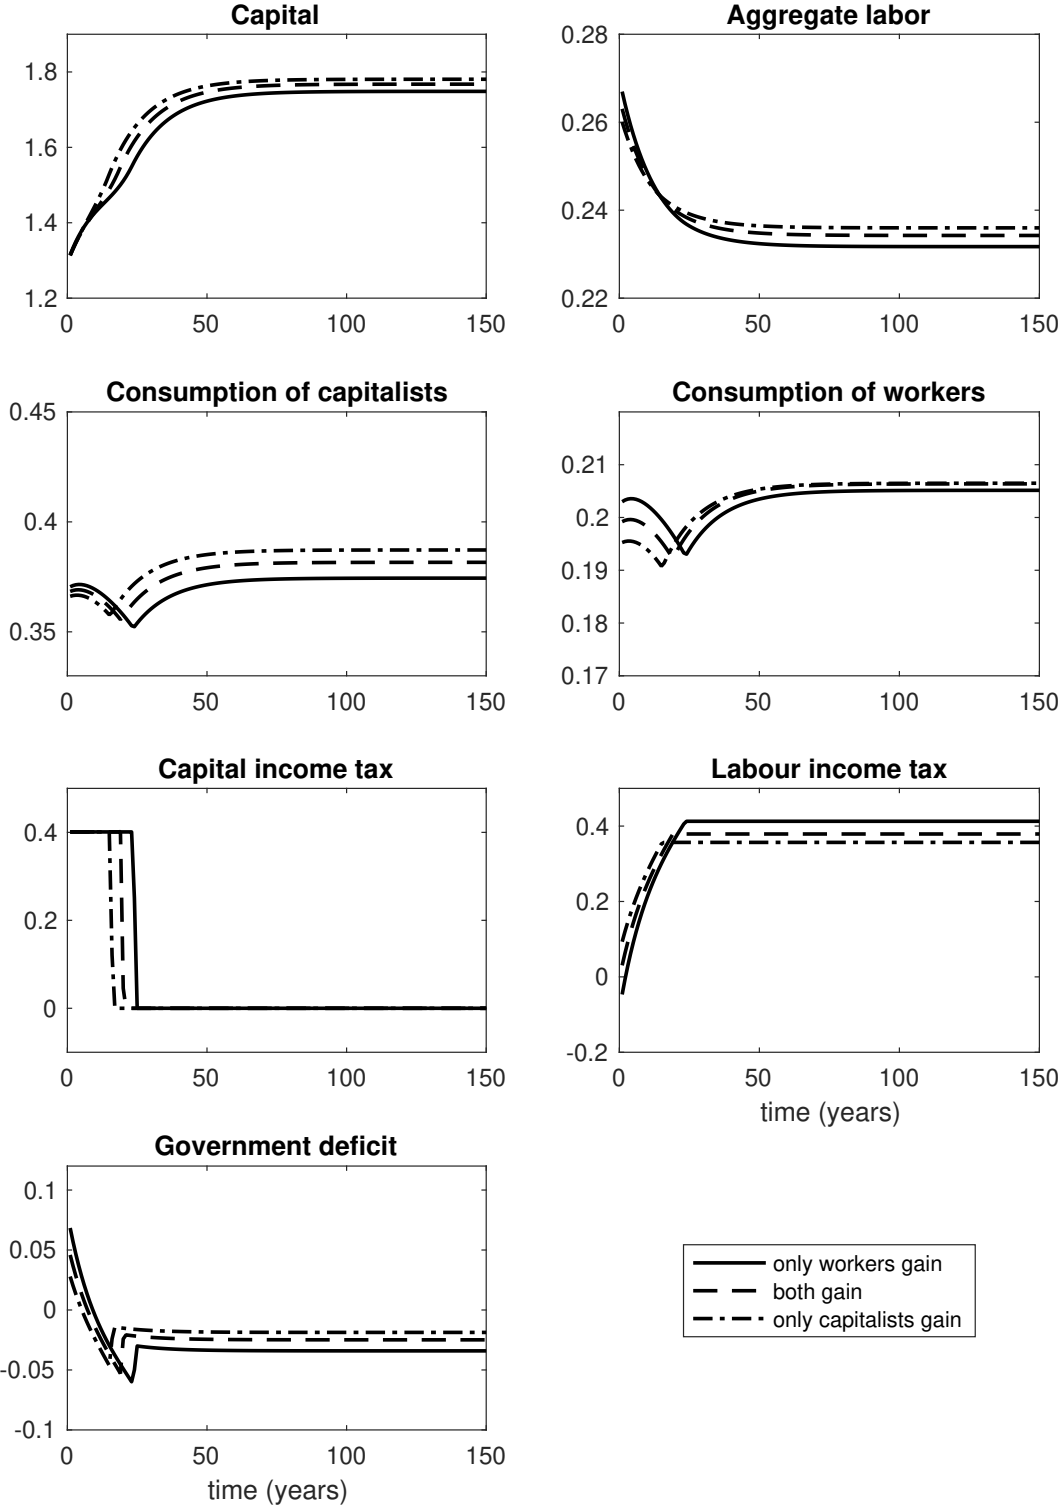 Capital
1.8
1.6
1.4
1.2
0 50 100 150
Aggregate labor
0.28
0.26
0.24
0.22
0 50 100 150
Consumption of capitalists
0.45
0.4
0.35
0 50 100 150
Consumption of workers
0.21
0.2
0.19
0.18
0.17
0 50 100 150
Capital income tax
0.4
0.2
0
0 50 100 150
Labour income tax
0.4
0.2
0
-0.2
0 50 100 150
time (years)
Government deficit
0.1
0.05
0
-0.05
-0.1
0 50 100 150
time (years)
only workers gain
both gain
only capitalists gain